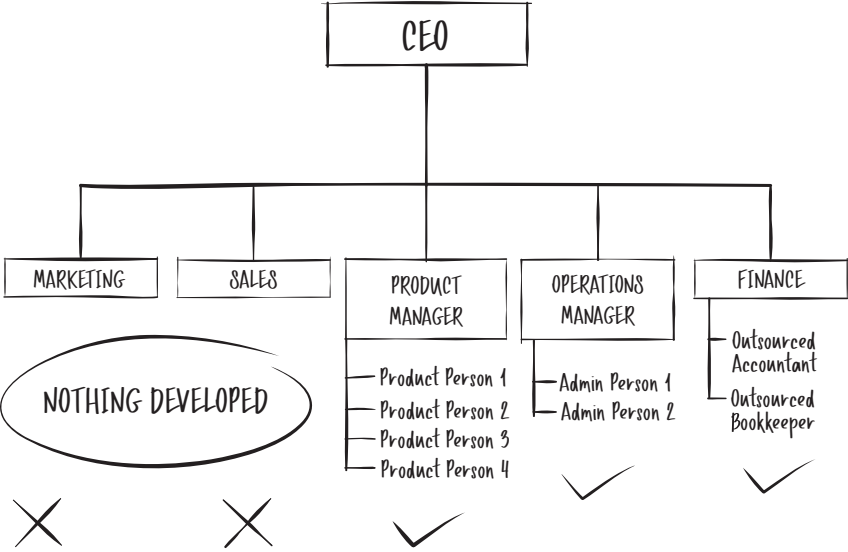 CEO
MARKETING
SALES
PRODUCT
MANAGER
OPERATIONS
MANAGER
FINANCE
NOTHING DEVELOPED
Product Person 1
Product Person 2
Product Person 3
Product Person 4
Admin Person 1
Admin Person 2
Outsourced
Accountant
Outsourced
Bookkeeper